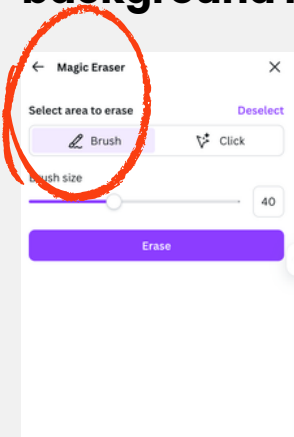 Magic Eraser
Select area to erase Deselect
Brush Click
Brush size
40
Erase